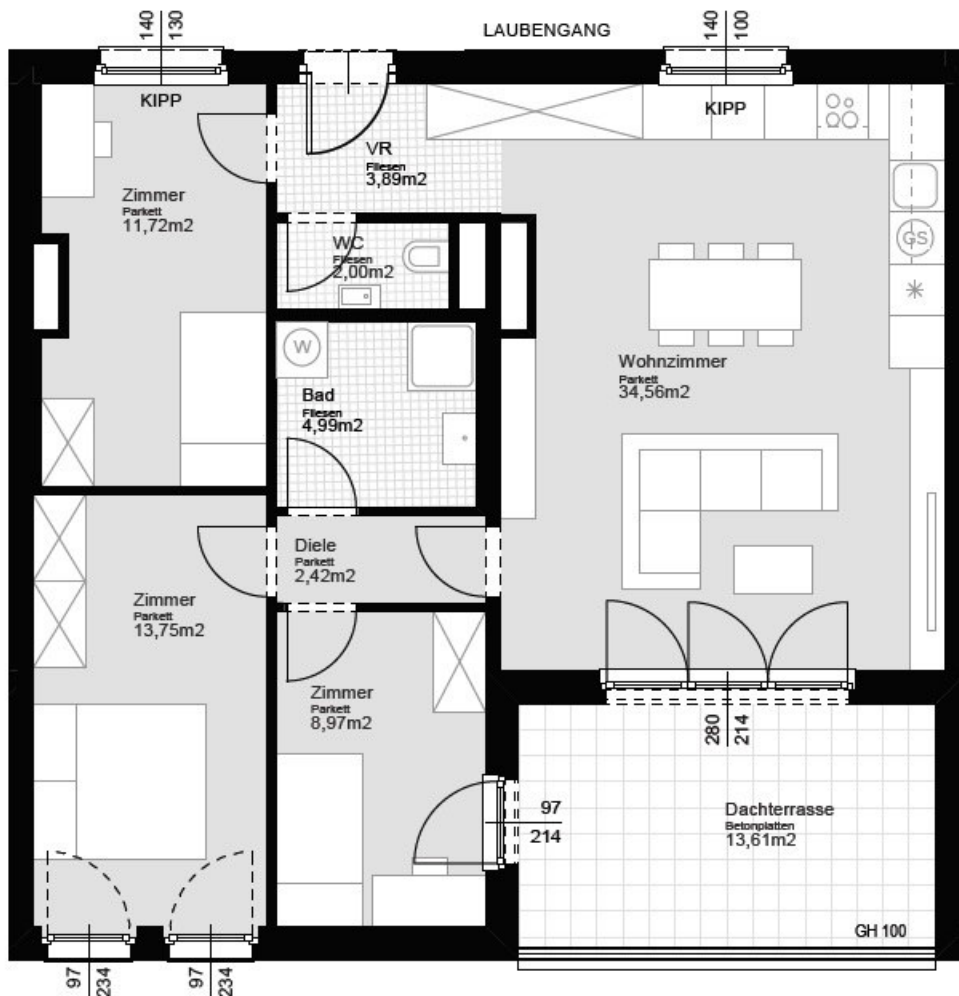 140
130
LAUBENGANG
140
100
KIPP
KIPP
VR
Fliesen
3,89m2
Zimmer
Parkett
11,72m2
WC
Fliesen
2,00m2
GS
W
Wohnzimmer
Parkett
34,56m2
Bad
Fliesen
4,99m2
Diele
Parkett
2,42m2
Zimmer
Parkett
13,75m2
Zimmer
Parkett
8,97m2
280
214
97
214
Dachterrasse
Betonplatten
13,61m2
GH 100
97
234
97
234